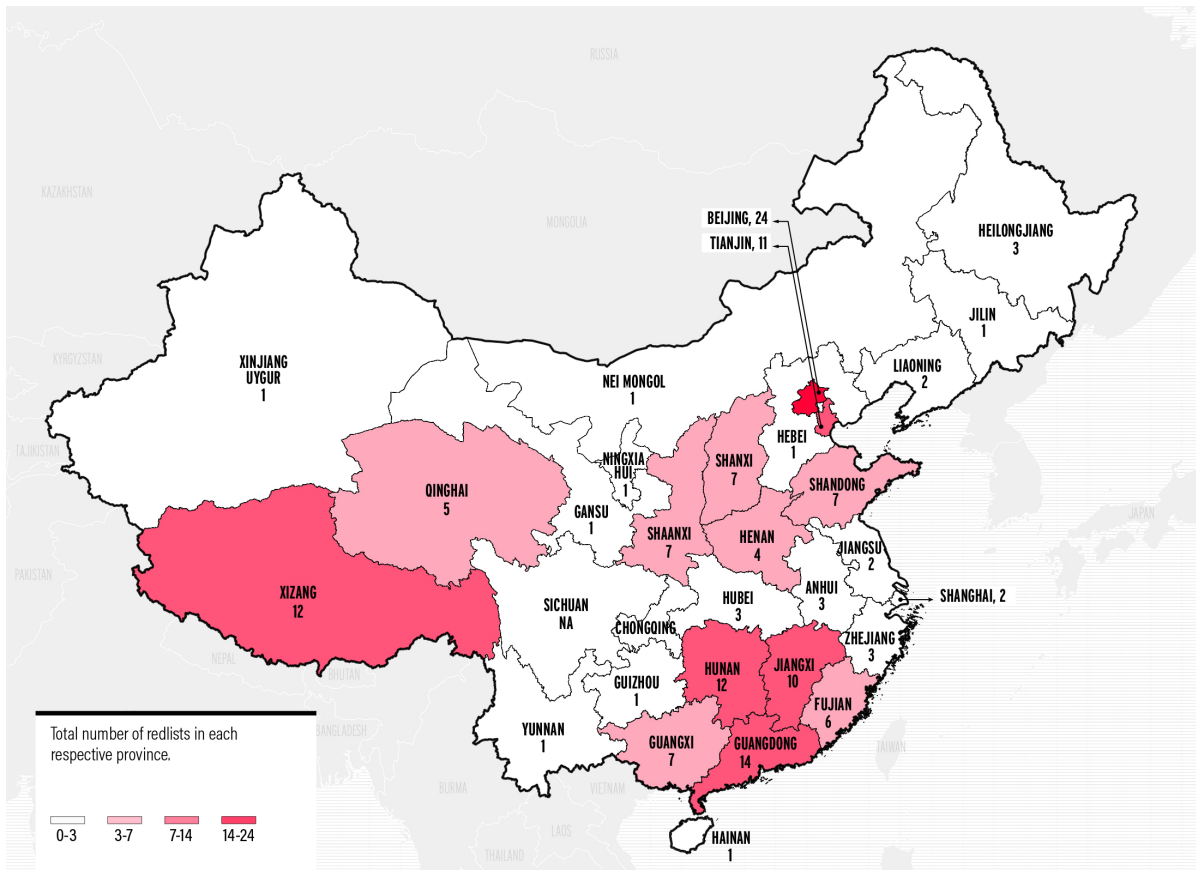 RUSSIA
KAZAKHSTAN
MONGOLIA
BEIJING, 24
TIANJIN, 11
HEILONGJIANG
3
JILIN
1
LIAONING
2
KYRGYZSTAN
XINJIANG
UYGUR
1
NEI MONGOL
1
TAJIKISTAN
HEBEI
1
NINGXIA
HUI
1
SHANXI
7
SHANDONG
7
QINGHAI
5
GANSU
1
SHAANXI
7
HENAN
4
JAPAN
JIANGSU
2
PAKISTAN
XIZANG
12
SICHUAN
NA
HUBEI
3
ANHUI
3
SHANGHAI, 2
CHONGQING
ZHEJIANG
3
NEPAL
BHUTAN
GUIZHOU
1
HUNAN
12
JIANGXI
10
FUJIAN
6
BANGLADESH
YUNNAN
1
GUANGXI
7
GUANGDONG
14
TAIWAN
BURMA
VIETNAM
LAOS
THAILAND
HAINAN
1
Total number of redlists in each
respective province.
0-3 3-7 7-14 14-24